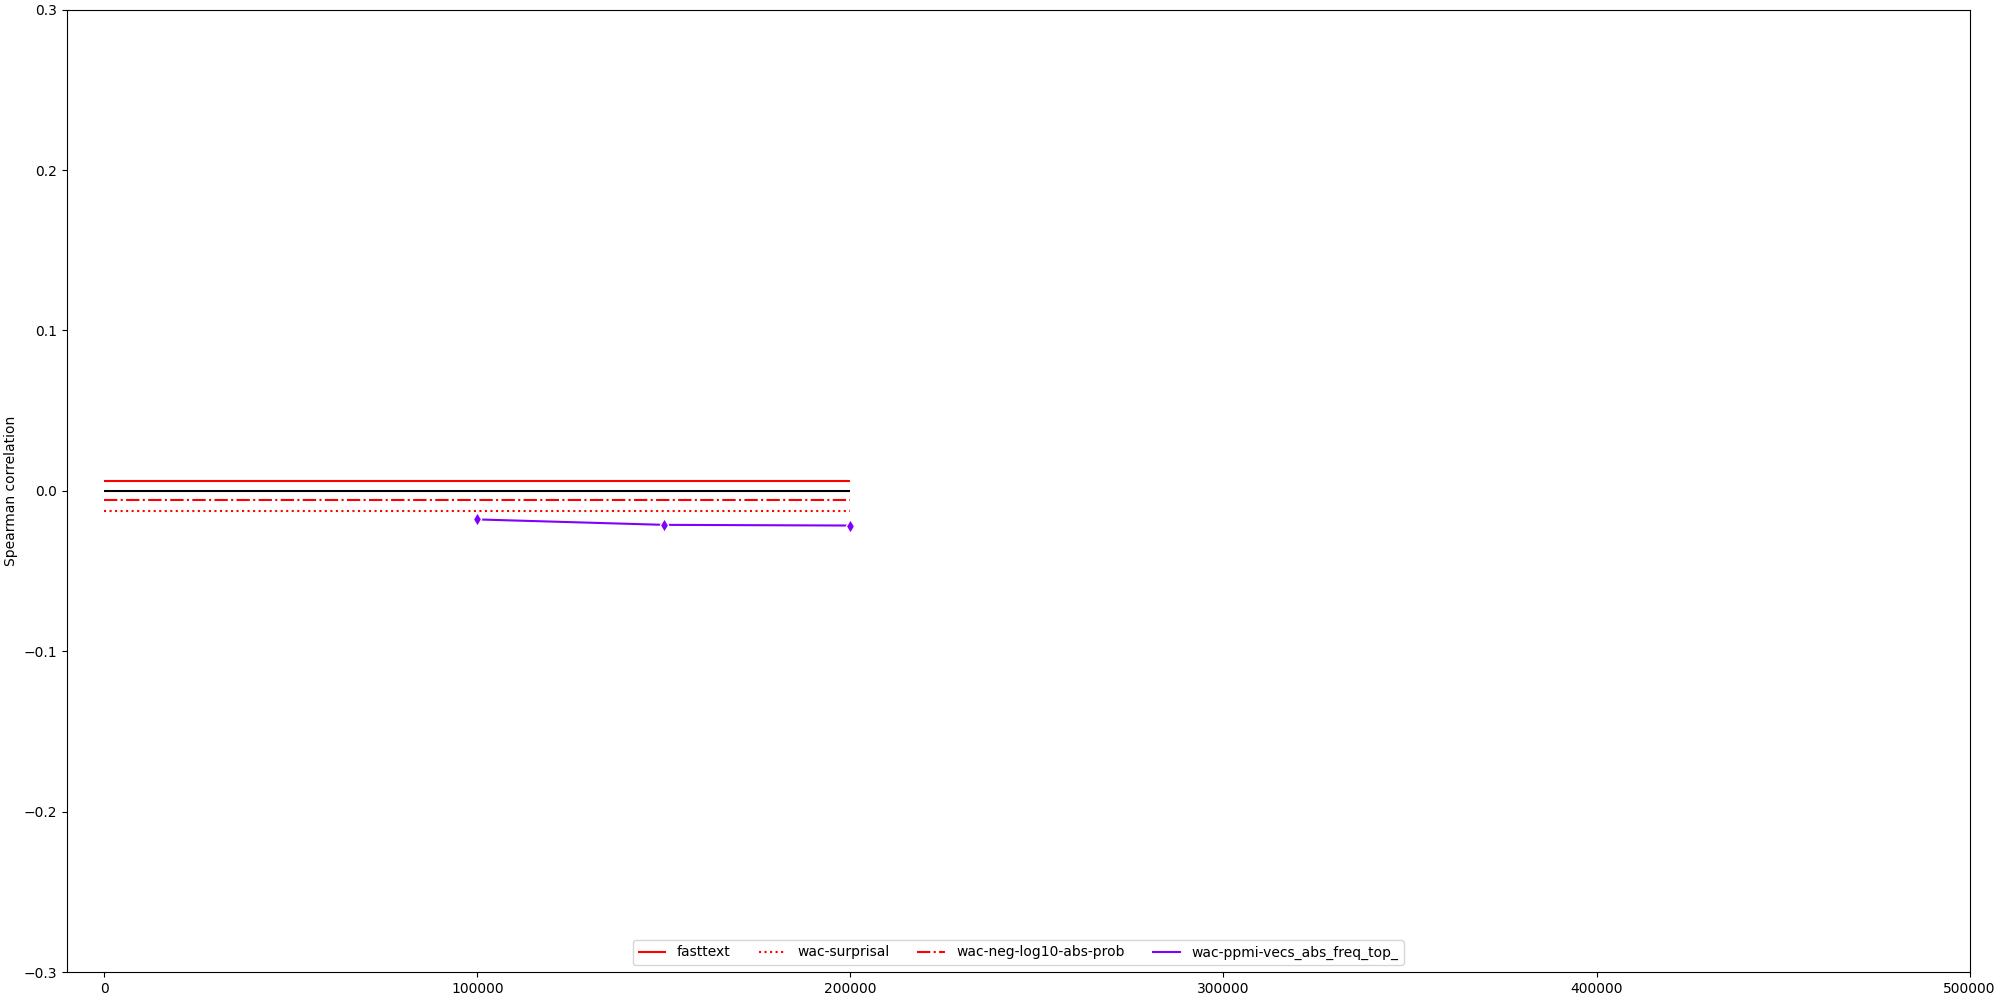 0.3
0.2
0.1
0.0
−0.1
−0.2
−0.3
Spearman correlation
fasttext wac-surprisal wac-neg-log10-abs-prob wac-ppmi-vecs_abs_freq_top_
0 100000 200000 300000 400000 500000